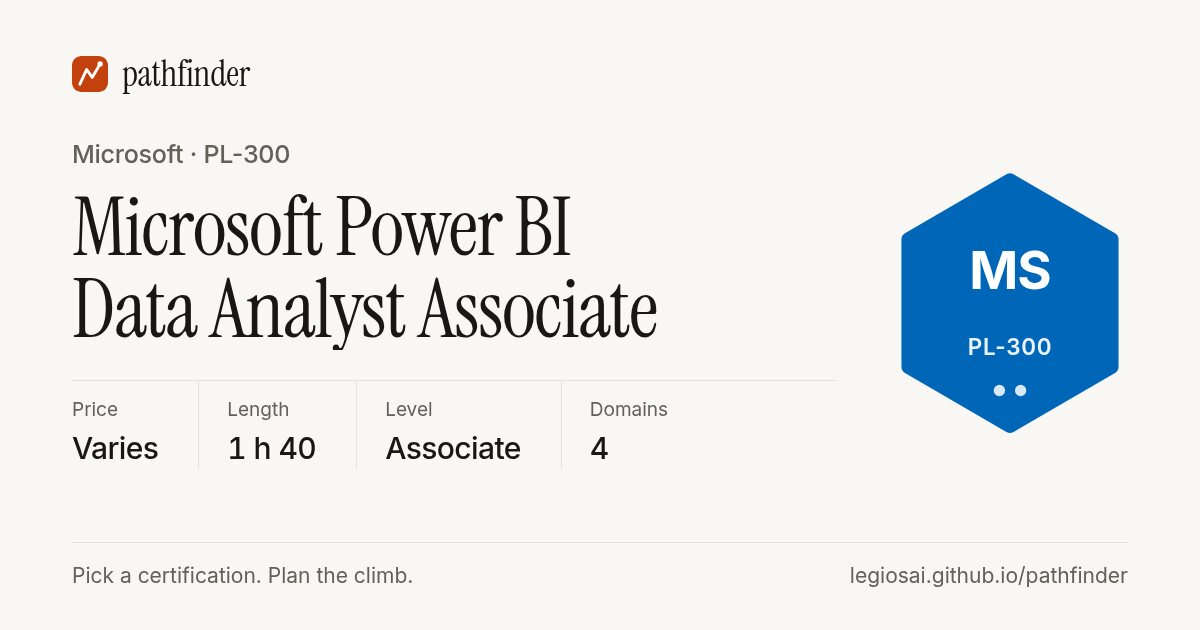 pathfinder
Microsoft · PL-300
Microsoft Power BI
Data Analyst Associate
MS
PL-300
Price
Varies
Length
1 h 40
Level
Associate
Domains
4
Pick a certification. Plan the climb.
legiosai.github.io/pathfinder